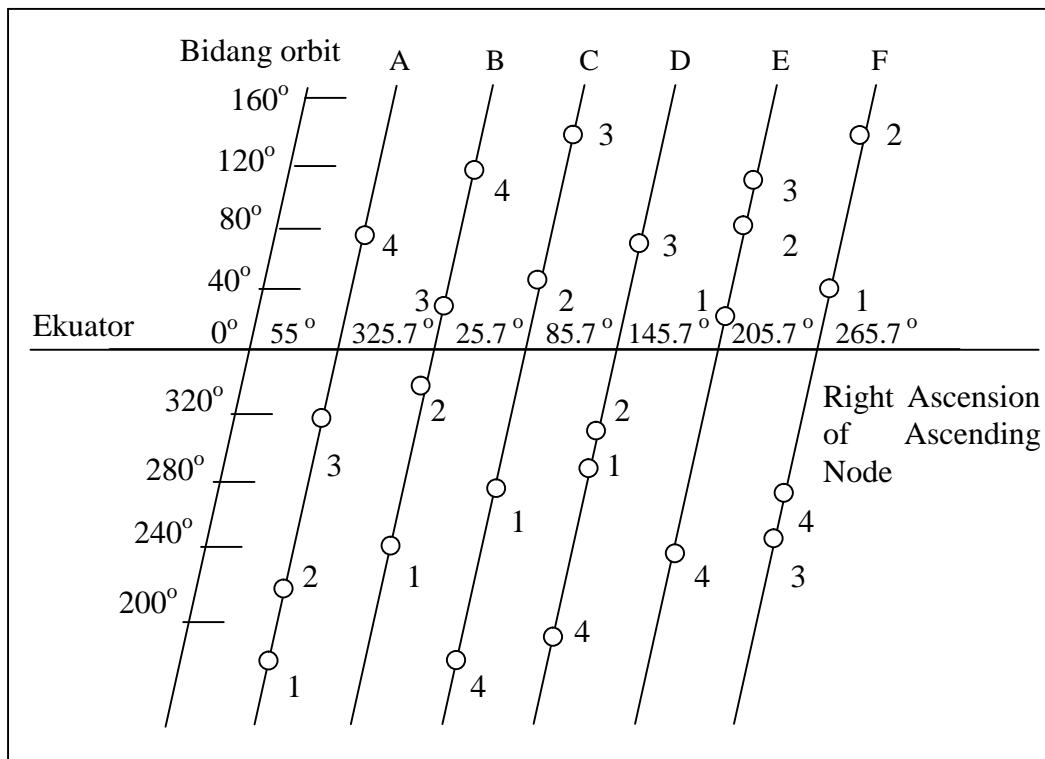 Bidang orbit
A B C D E F
160°
3 2
120°
4 3
80°
4 3 2
40°
3 2 1 1
Ekuator 0° 55° 325.7° 25.7° 85.7° 145.7° 205.7° 265.7°
320°
2 2
Right Ascension
of Ascending
Node
3 1
280°
1 4
240°
1 4 3
2
200°
4
1 4